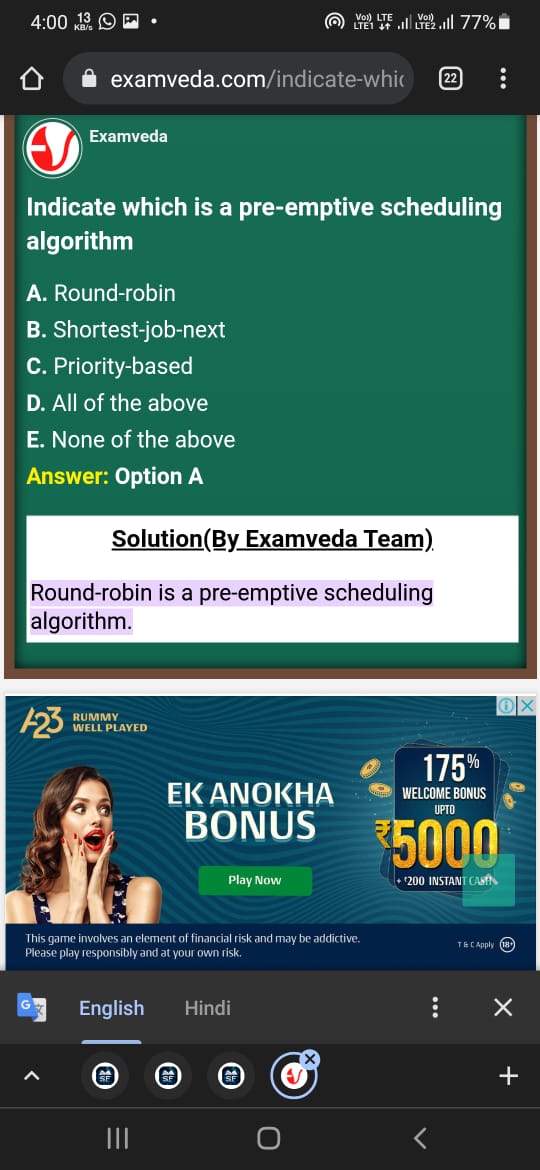 4:00 13 KB/s Vo) LTE LTE1 Vo)) LTE2 77%
examveda.com/indicate-whic 22
Examveda
Indicate which is a pre-emptive scheduling
algorithm
A. Round-robin
B. Shortest-job-next
C. Priority-based
D. All of the above
E. None of the above
Answer: Option A
Solution(By Examveda Team)
Round-robin is a pre-emptive scheduling
algorithm.
A23 RUMMY
WELL PLAYED
EK ANOKHA
BONUS
Play Now
175%
WELCOME BONUS
UPTO
₹5000
+ ₹200 INSTANT CASH
This game involves an element of financial risk and may be addictive.
Please play responsibly and at your own risk.
T & C Apply 18+
G English Hindi
SF SF SF